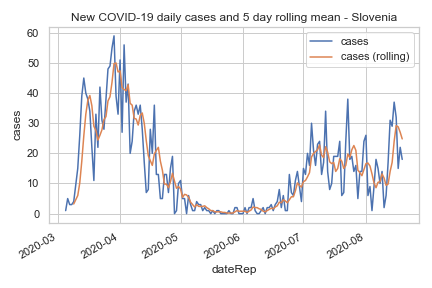 New COVID-19 daily cases and 5 day rolling mean - Slovenia
cases
cases (rolling)
60
50
40
30
20
10
0
cases
2020-03
2020-04
2020-05
2020-06
2020-07
2020-08
dateRep